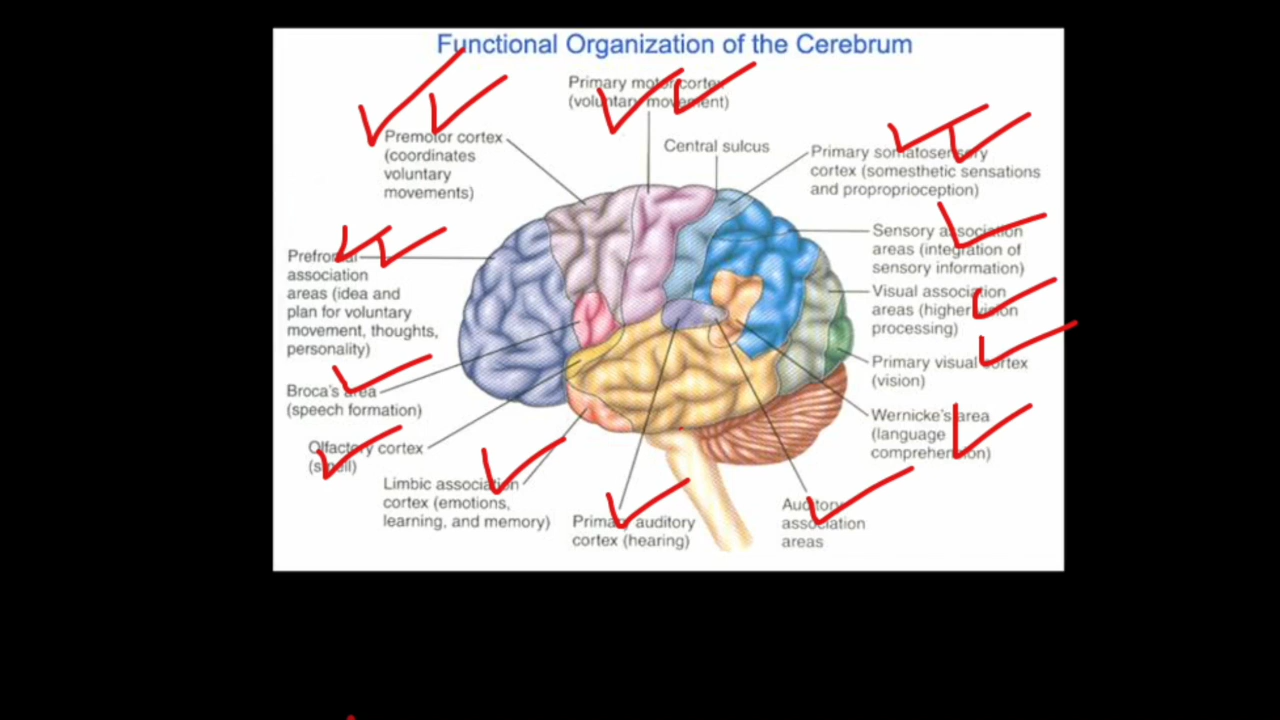 Functional Organization of the Cerebrum
Primary motor cortex
(voluntary movement)
Premotor cortex
(coordinates
voluntary
movements)
Central sulcus
Primary somatosensory
cortex (somesthetic sensations
and proproprioception)
Prefrontal
association
areas (idea and
plan for voluntary
movement, thoughts,
personality)
Sensory association
areas (integration of
sensory information)
Visual association
areas (higher vision
processing)
Primary visual cortex
(vision)
Broca's area
(speech formation)
Wernicke's area
(language
comprehension)
Olfactory cortex
(smell)
Limbic association
cortex (emotions,
learning, and memory)
Primary auditory
cortex (hearing)
Auditory
association
areas